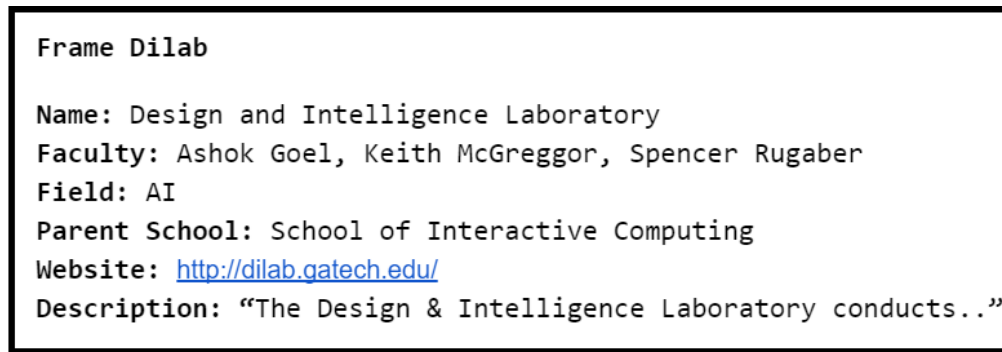 Frame Dilab
Name: Design and Intelligence Laboratory
Faculty: Ashok Goel, Keith McGreggor, Spencer Rugaber
Field: AI
Parent School: School of Interactive Computing
Website: http://dilab.gatech.edu/
Description: “The Design & Intelligence Laboratory conducts..”